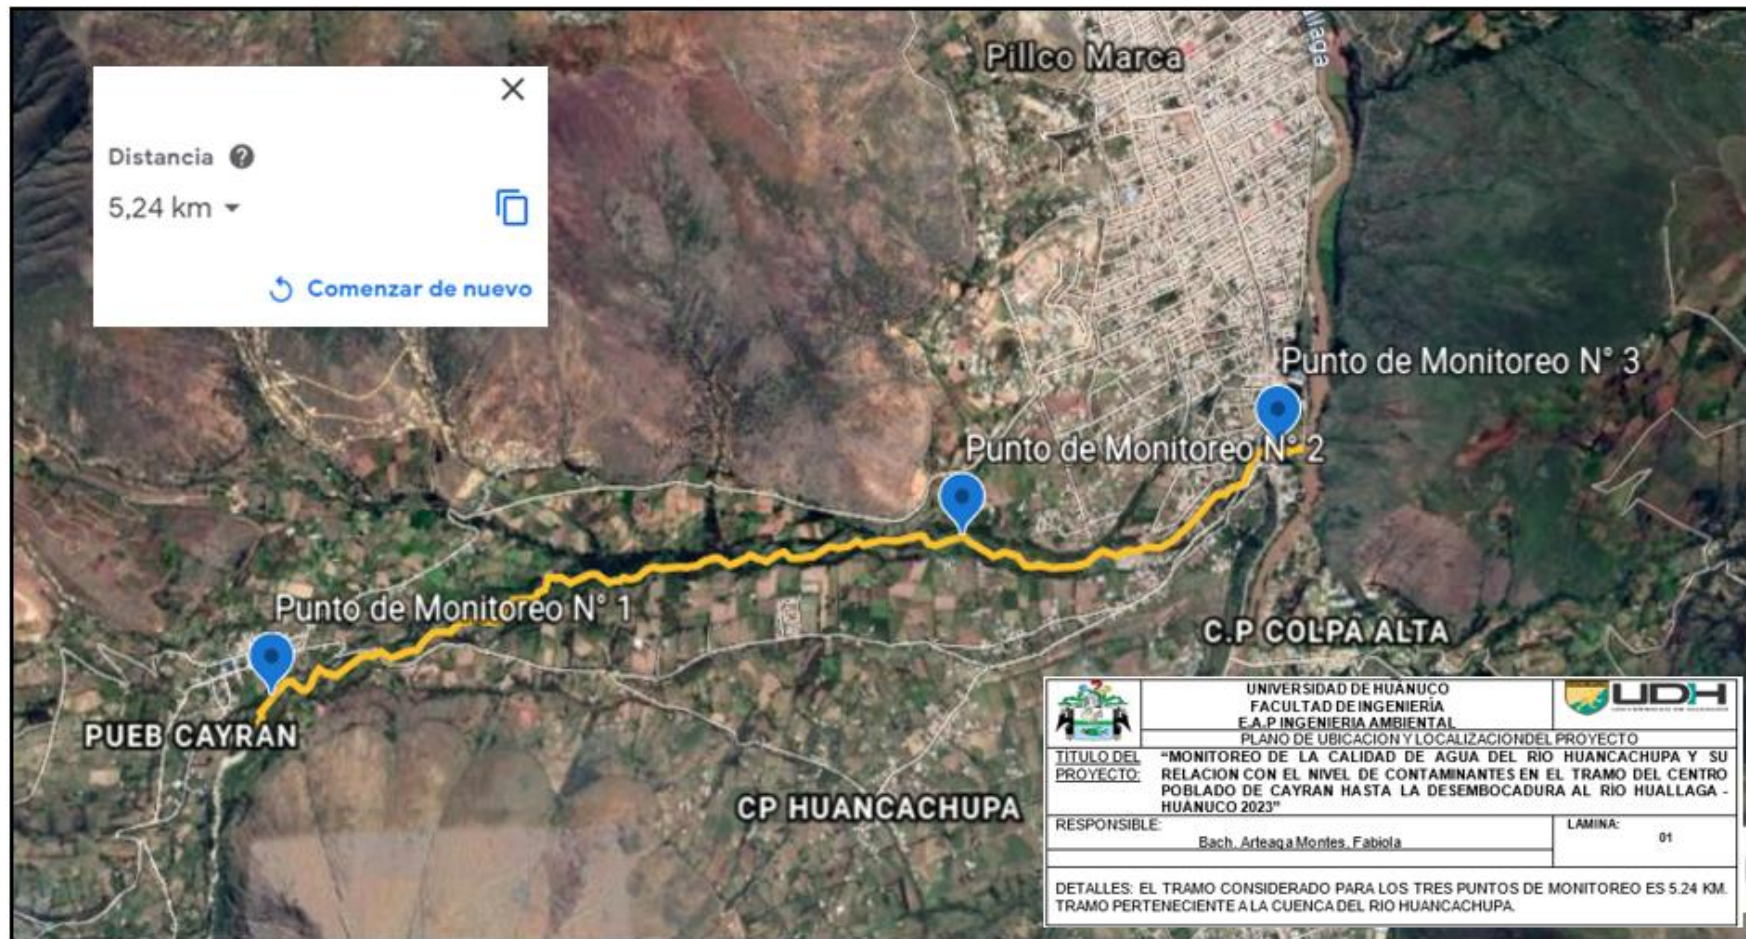 Pillco Marca
llaga
Distancia
5,24 km
Comenzar de nuevo
Punto de Monitoreo N° 3
Punto de Monitoreo N° 2
Punto de Monitoreo N° 1
C.P COLPA ALTA
PUEB CAYRAN
CP HUANCACHUPA
UNIVERSIDAD DE HUÁNUCO
FACULTAD DE INGENIERÍA
E.A.P INGENIERIA AMBIENTAL
UDH
PLANO DE UBICACION Y LOCALIZACIONDEL PROYECTO
TÍTULO DEL PROYECTO:
"MONITOREO DE LA CALIDAD DE AGUA DEL RIO HUANCACHUPA Y SU
RELACION CON EL NIVEL DE CONTAMINANTES EN EL TRAMO DEL CENTRO
POBLADO DE CAYRAN HASTA LA DESEMBOCADURA AL RÍO HUALLAGA -
HUÁNUCO 2023"
RESPONSIBLE:
Bach. Arteaga Montes, Fabiola
LAMINA:
01
DETALLES: EL TRAMO CONSIDERADO PARA LOS TRES PUNTOS DE MONITOREO ES 5.24 KM.
TRAMO PERTENECIENTE A LA CUENCA DEL RIO HUANCACHUPA.